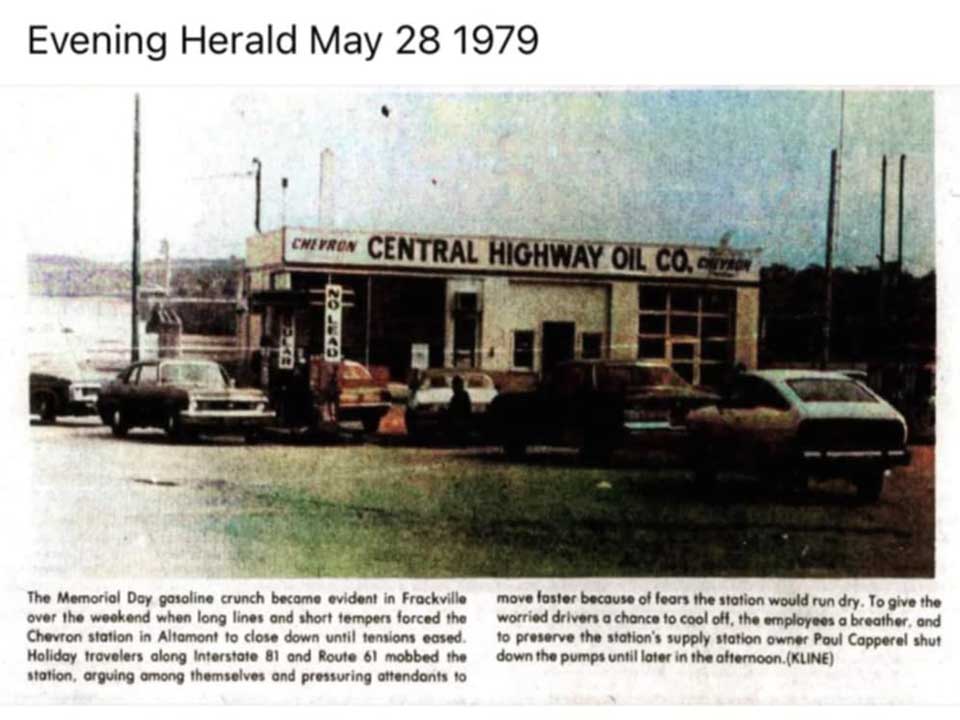 Evening Herald May 28 1979
CHEVRON CENTRAL HIGHWAY OIL CO. CHEVRON
NO LEAD
The Memorial Day gasoline crunch became evident in Frackville
over the weekend when long lines and short tempers forced the
Chevron station in Altamont to close down until tensions eased.
Holiday travelers along Interstate 81 and Route 61 mobbed the
station, arguing among themselves and pressuring attendants to
move faster because of fears the station would run dry. To give the
worried drivers a chance to cool off, the employees a breather, and
to preserve the station's supply station owner Paul Capperel shut
down the pumps until later in the afternoon.(KLINE)